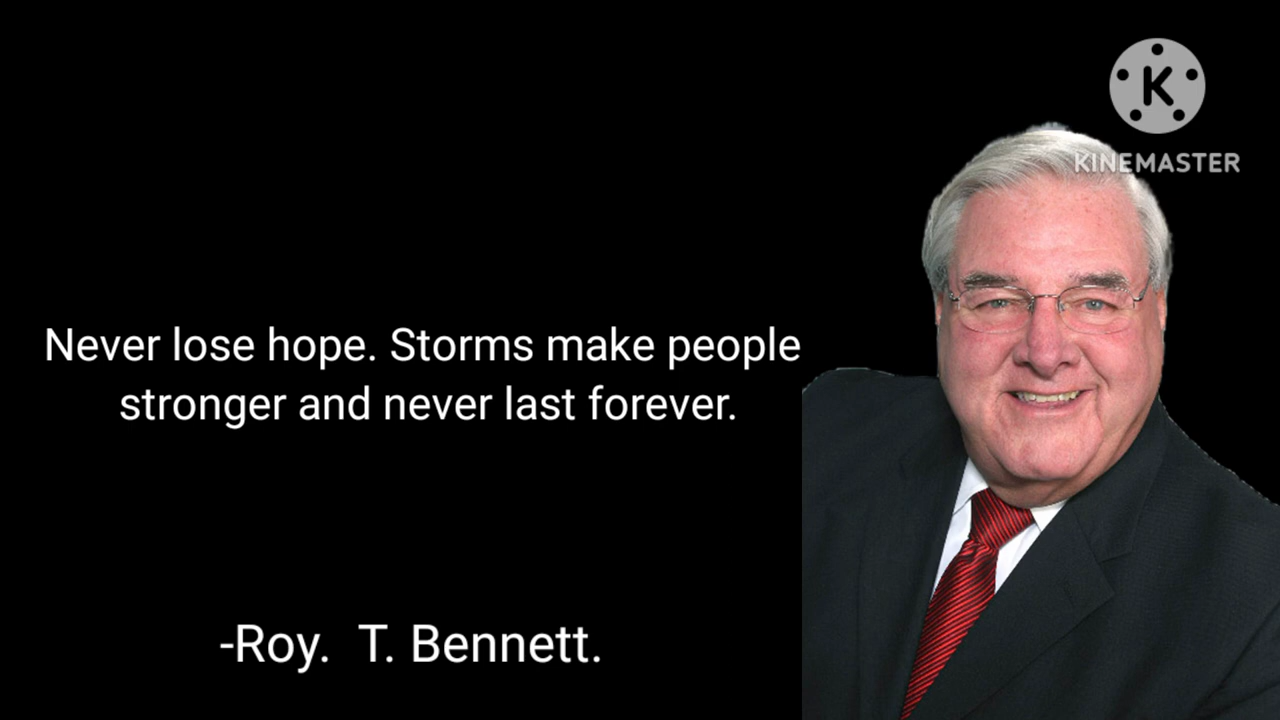 K
KINEMASTER
Never lose hope. Storms make people
stronger and never last forever.
-Roy.  T. Bennett.